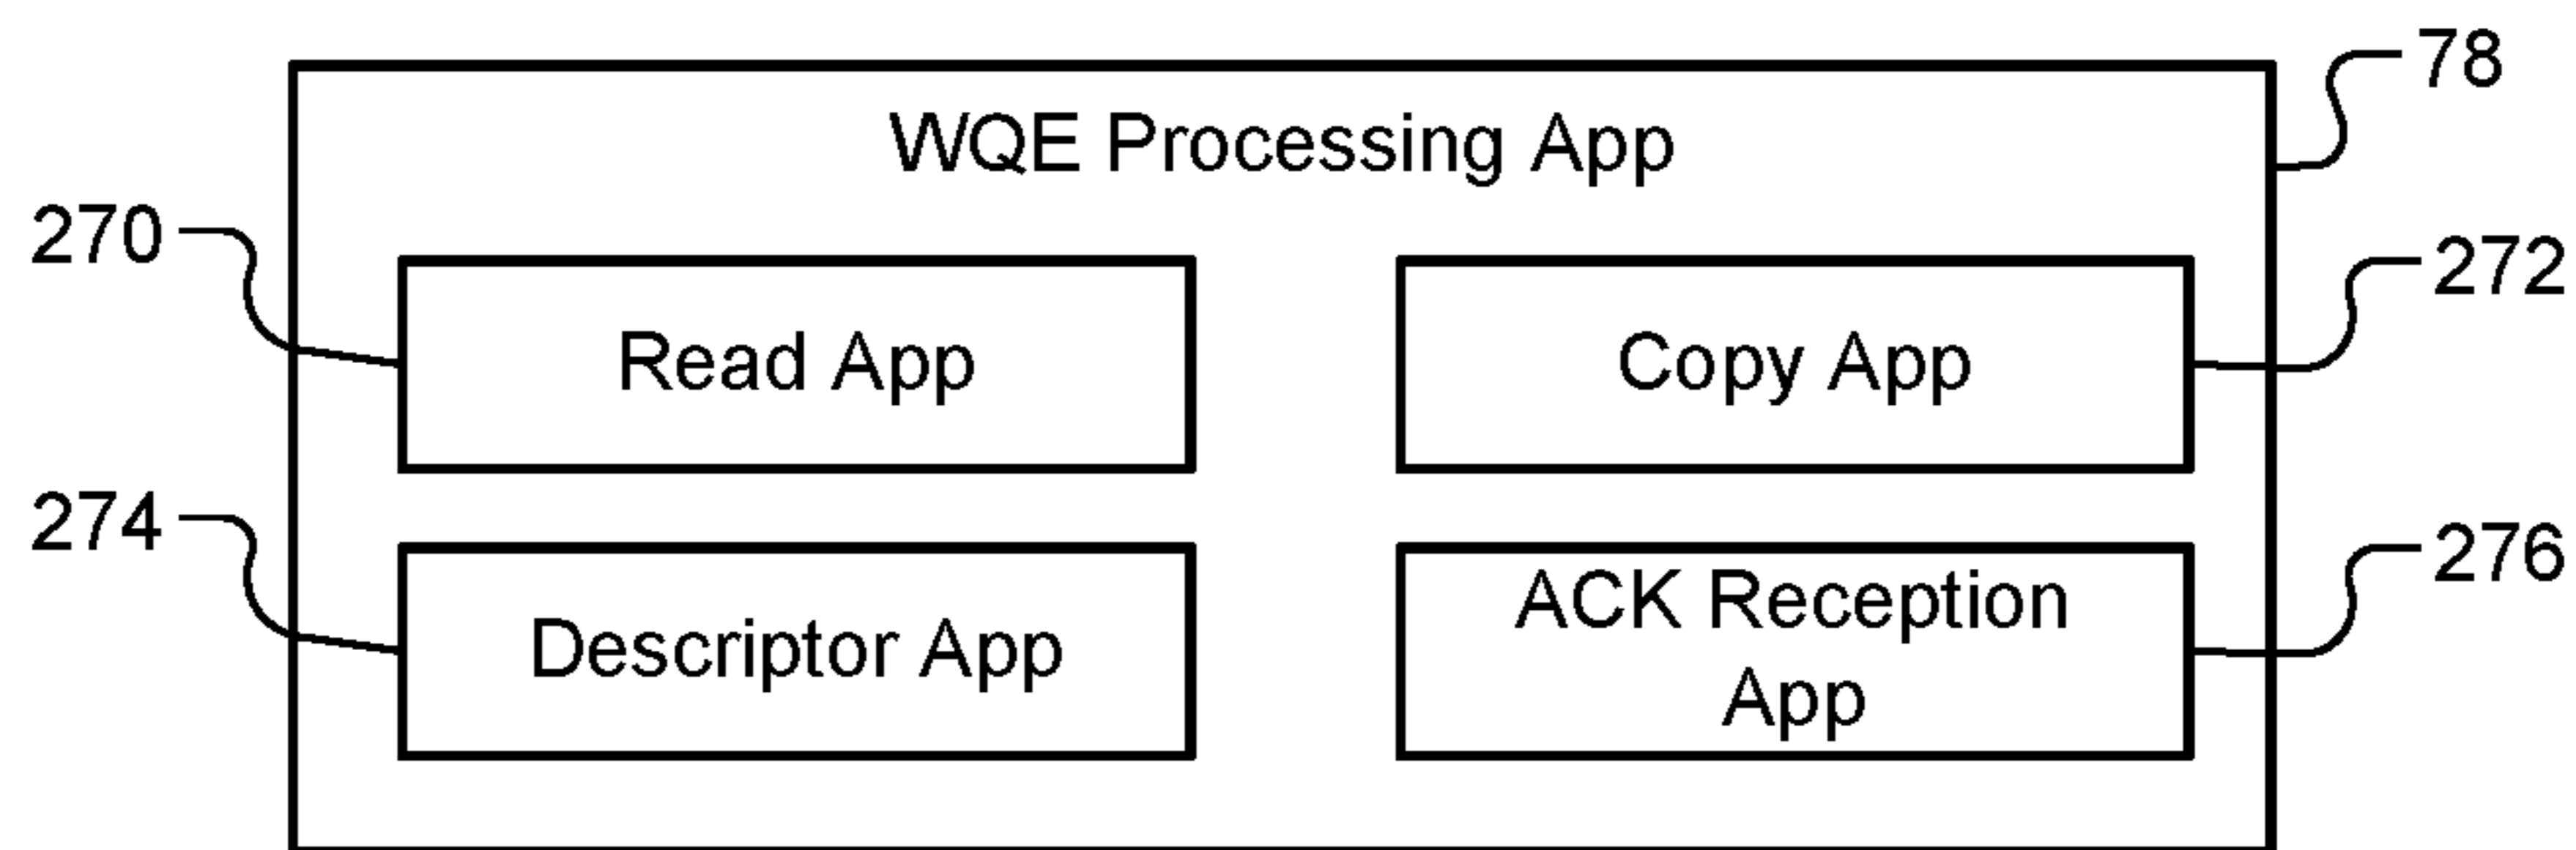 78
WQE Processing App
270
272
Read App
Copy App
274
276
Descriptor App
ACK Reception
App